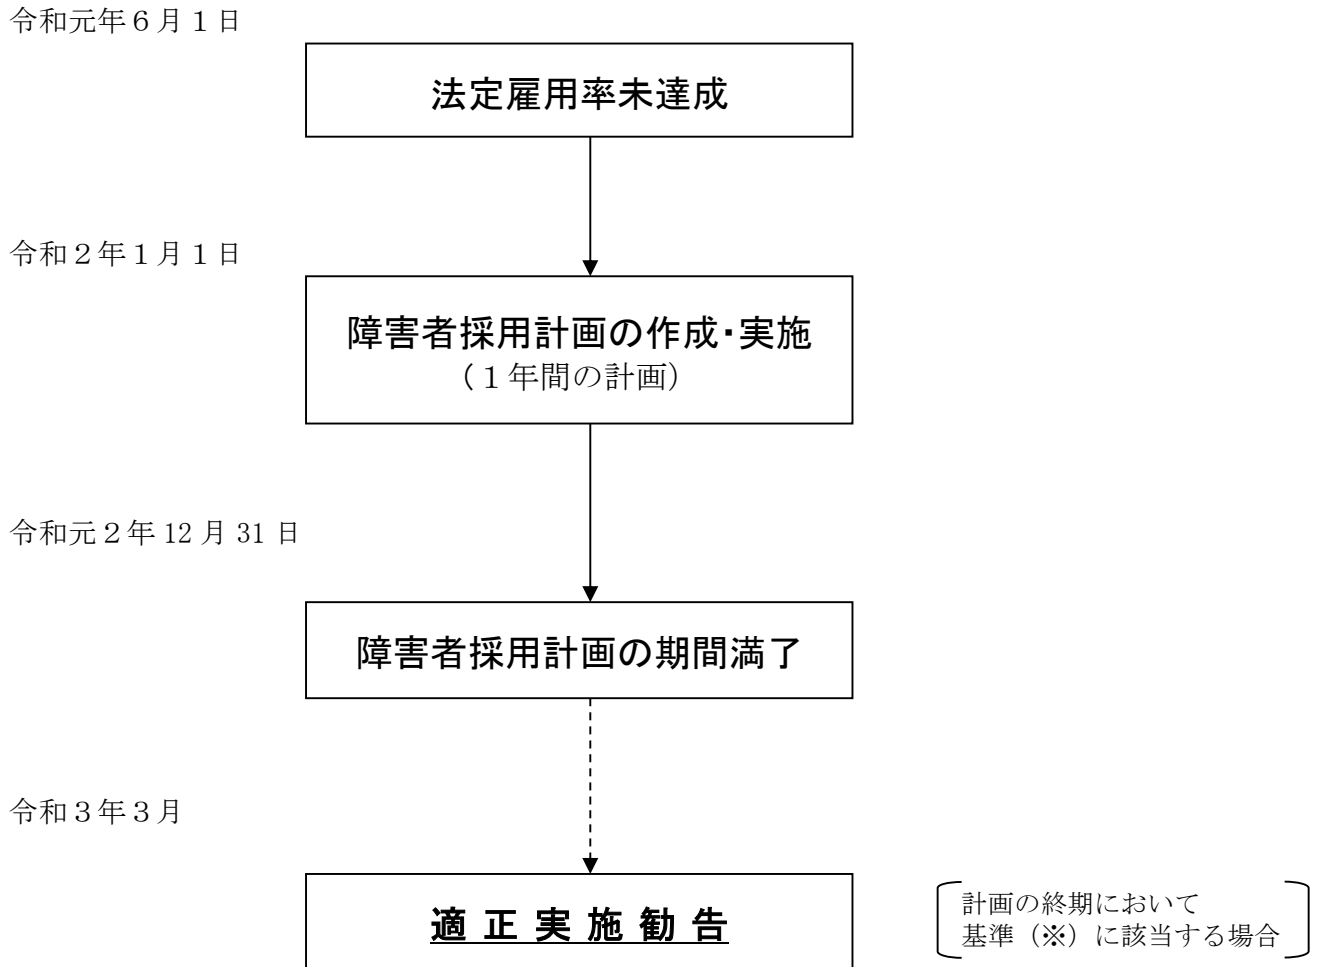 令和元年６月１日
法定雇用率未達成
令和２年１月１日
障害者採用計画の作成・実施
（１年間の計画）
令和元２年 12 月 31 日
障害者採用計画の期間満了
令和３年３月
適 正 実 施 勧 告
計画の終期において
基準（※）に該当する場合